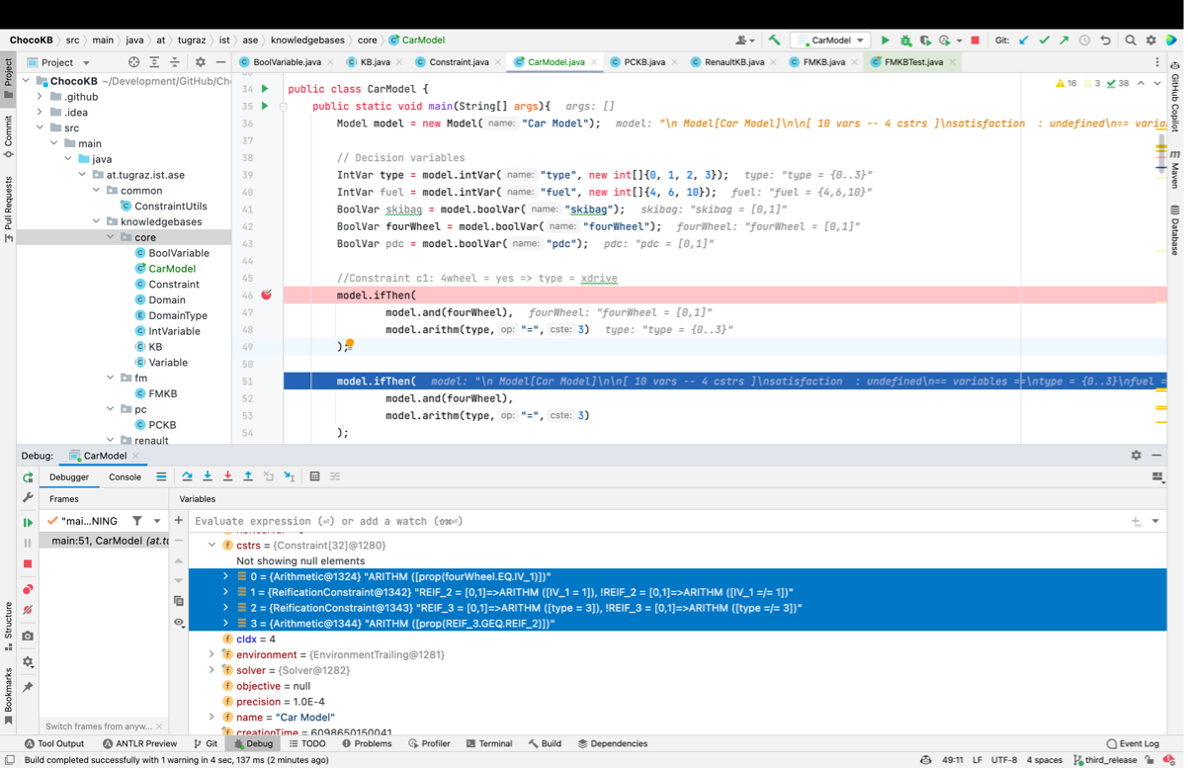 ChocoKB › src › main › java › at › tugraz › ist › ase › knowledgebases › core › CarModel
CarModel
Git:
Project
BoolVariable.java
KB.java
Constraint.java
CarModel.java
PCKB.java
RenaultKB.java
FMKB.java
FMKBTest.java
16 3 38
ChocoKB ~/Development/GitHub/Ch
.github
.idea
src
main
java
at.tugraz.ist.ase
common
ConstraintUtils
knowledgebases
core
BoolVariable
CarModel
Constraint
Domain
DomainType
IntVariable
KB
Variable
fm
FMKB
pc
PCKB
renault
34 public class CarModel {
35 public static void main(String[] args){ args: []
36 Model model = new Model( name: "Car Model"); model: "\n Model[Car Model]\n\n[ 10 vars -- 4 cstrs ]\nsatisfaction : undefined\n== varia
37
38 // Decision variables
39 IntVar type = model.intVar( name: "type", new int[]{0, 1, 2, 3}); type: "type = {0..3}"
40 IntVar fuel = model.intVar( name: "fuel", new int[]{4, 6, 10}); fuel: "fuel = {4,6,10}"
41 BoolVar skibag = model.boolVar( name: "skibag"); skibag: "skibag = [0,1]"
42 BoolVar fourWheel = model.boolVar( name: "fourWheel"); fourWheel: "fourWheel = [0,1]"
43 BoolVar pdc = model.boolVar( name: "pdc"); pdc: "pdc = [0,1]"
44
45 //Constraint c1: 4wheel = yes => type = xdrive
46 model.ifThen(
47 model.and(fourWheel), fourWheel: "fourWheel = [0,1]"
48 model.arithm(type, op: "=", cste: 3) type: "type = {0..3}"
49 );
50
51 model.ifThen( model: "\n Model[Car Model]\n\n[ 10 vars -- 4 cstrs ]\nsatisfaction : undefined\n== variables ==\ntype = {0..3}\nfuel =
52 model.and(fourWheel),
53 model.arithm(type, op: "=", cste: 3)
54 );
Project
Commit
Pull Requests
Structure
Bookmarks
GitHub Copilot
Maven
Database
Debug: CarModel
Debugger Console
Frames
Variables
"mai...NING
Evaluate expression (⏎) or add a watch (⇧⌘⏎)
main:51, CarModel (at.tu
cstrs = {Constraint[32]@1280}
Not showing null elements
0 = {Arithmetic@1324} "ARITHM ([prop(fourWheel.EQ.IV_1)])"
1 = {ReificationConstraint@1342} "REIF_2 = [0,1]=>ARITHM ([IV_1 = 1]), !REIF_2 = [0,1]=>ARITHM ([IV_1 =/= 1])"
2 = {ReificationConstraint@1343} "REIF_3 = [0,1]=>ARITHM ([type = 3]), !REIF_3 = [0,1]=>ARITHM ([type =/= 3])"
3 = {Arithmetic@1344} "ARITHM ([prop(REIF_3.GEQ.REIF_2)])"
cIdx = 4
environment = {EnvironmentTrailing@1281}
solver = {Solver@1282}
objective = null
precision = 1.0E-4
name = "Car Model"
creationTime = 6098650150041
Switch frames from anyw...
Tool Output
ANTLR Preview
Git
Debug
TODO
Problems
Profiler
Terminal
Build
Dependencies
Event Log
Build completed successfully with 1 warning in 4 sec, 137 ms (2 minutes ago)
49:11 LF UTF-8 4 spaces third_release